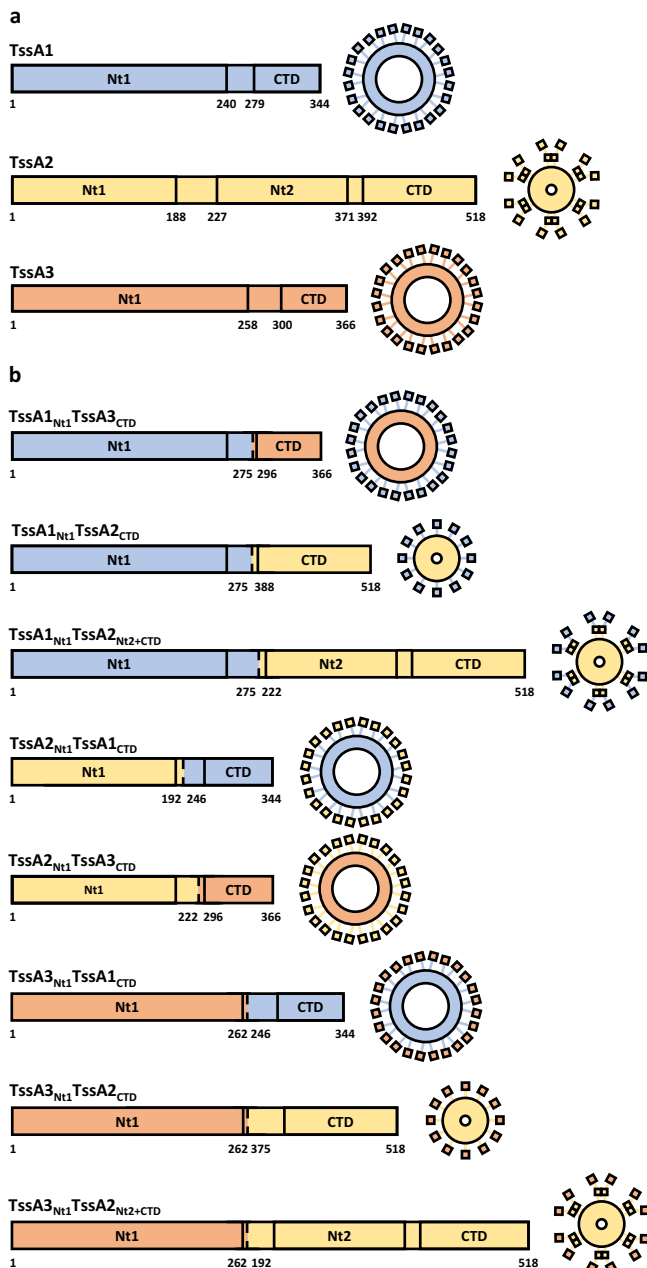 a
TssA1
Nt1 CTD
1 240 279 344
TssA2
Nt1 Nt2 CTD
1 188 227 371 392 518
TssA3
Nt1 CTD
1 258 300 366
b
TssA1Nt1TssA3CTD
Nt1 CTD
1 275 296 366
TssA1Nt1TssA2CTD
Nt1 CTD
1 275 388 518
TssA1Nt1TssA2Nt2+CTD
Nt1 Nt2 CTD
1 275 222 518
TssA2Nt1TssA1CTD
Nt1 CTD
1 192 246 344
TssA2Nt1TssA3CTD
Nt1 CTD
1 222 296 366
TssA3Nt1TssA1CTD
Nt1 CTD
1 262 246 344
TssA3Nt1TssA2CTD
Nt1 CTD
1 262 375 518
TssA3Nt1TssA2Nt2+CTD
Nt1 Nt2 CTD
1 262 192 518